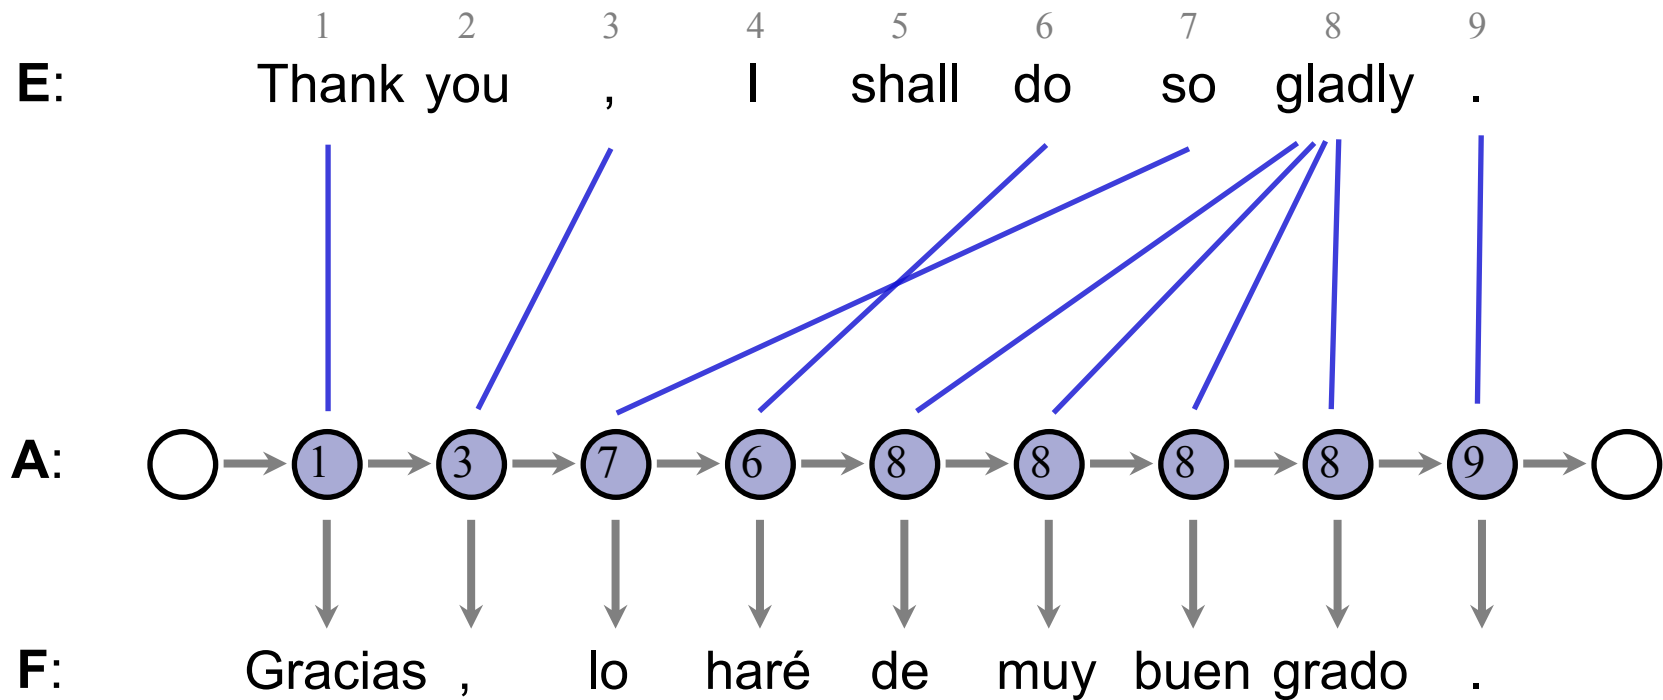 1 2 3 4 5 6 7 8 9
E: Thank you , I shall do so gladly .
A: 1 3 7 6 8 8 8 8 9
F: Gracias , lo haré de muy buen grado .